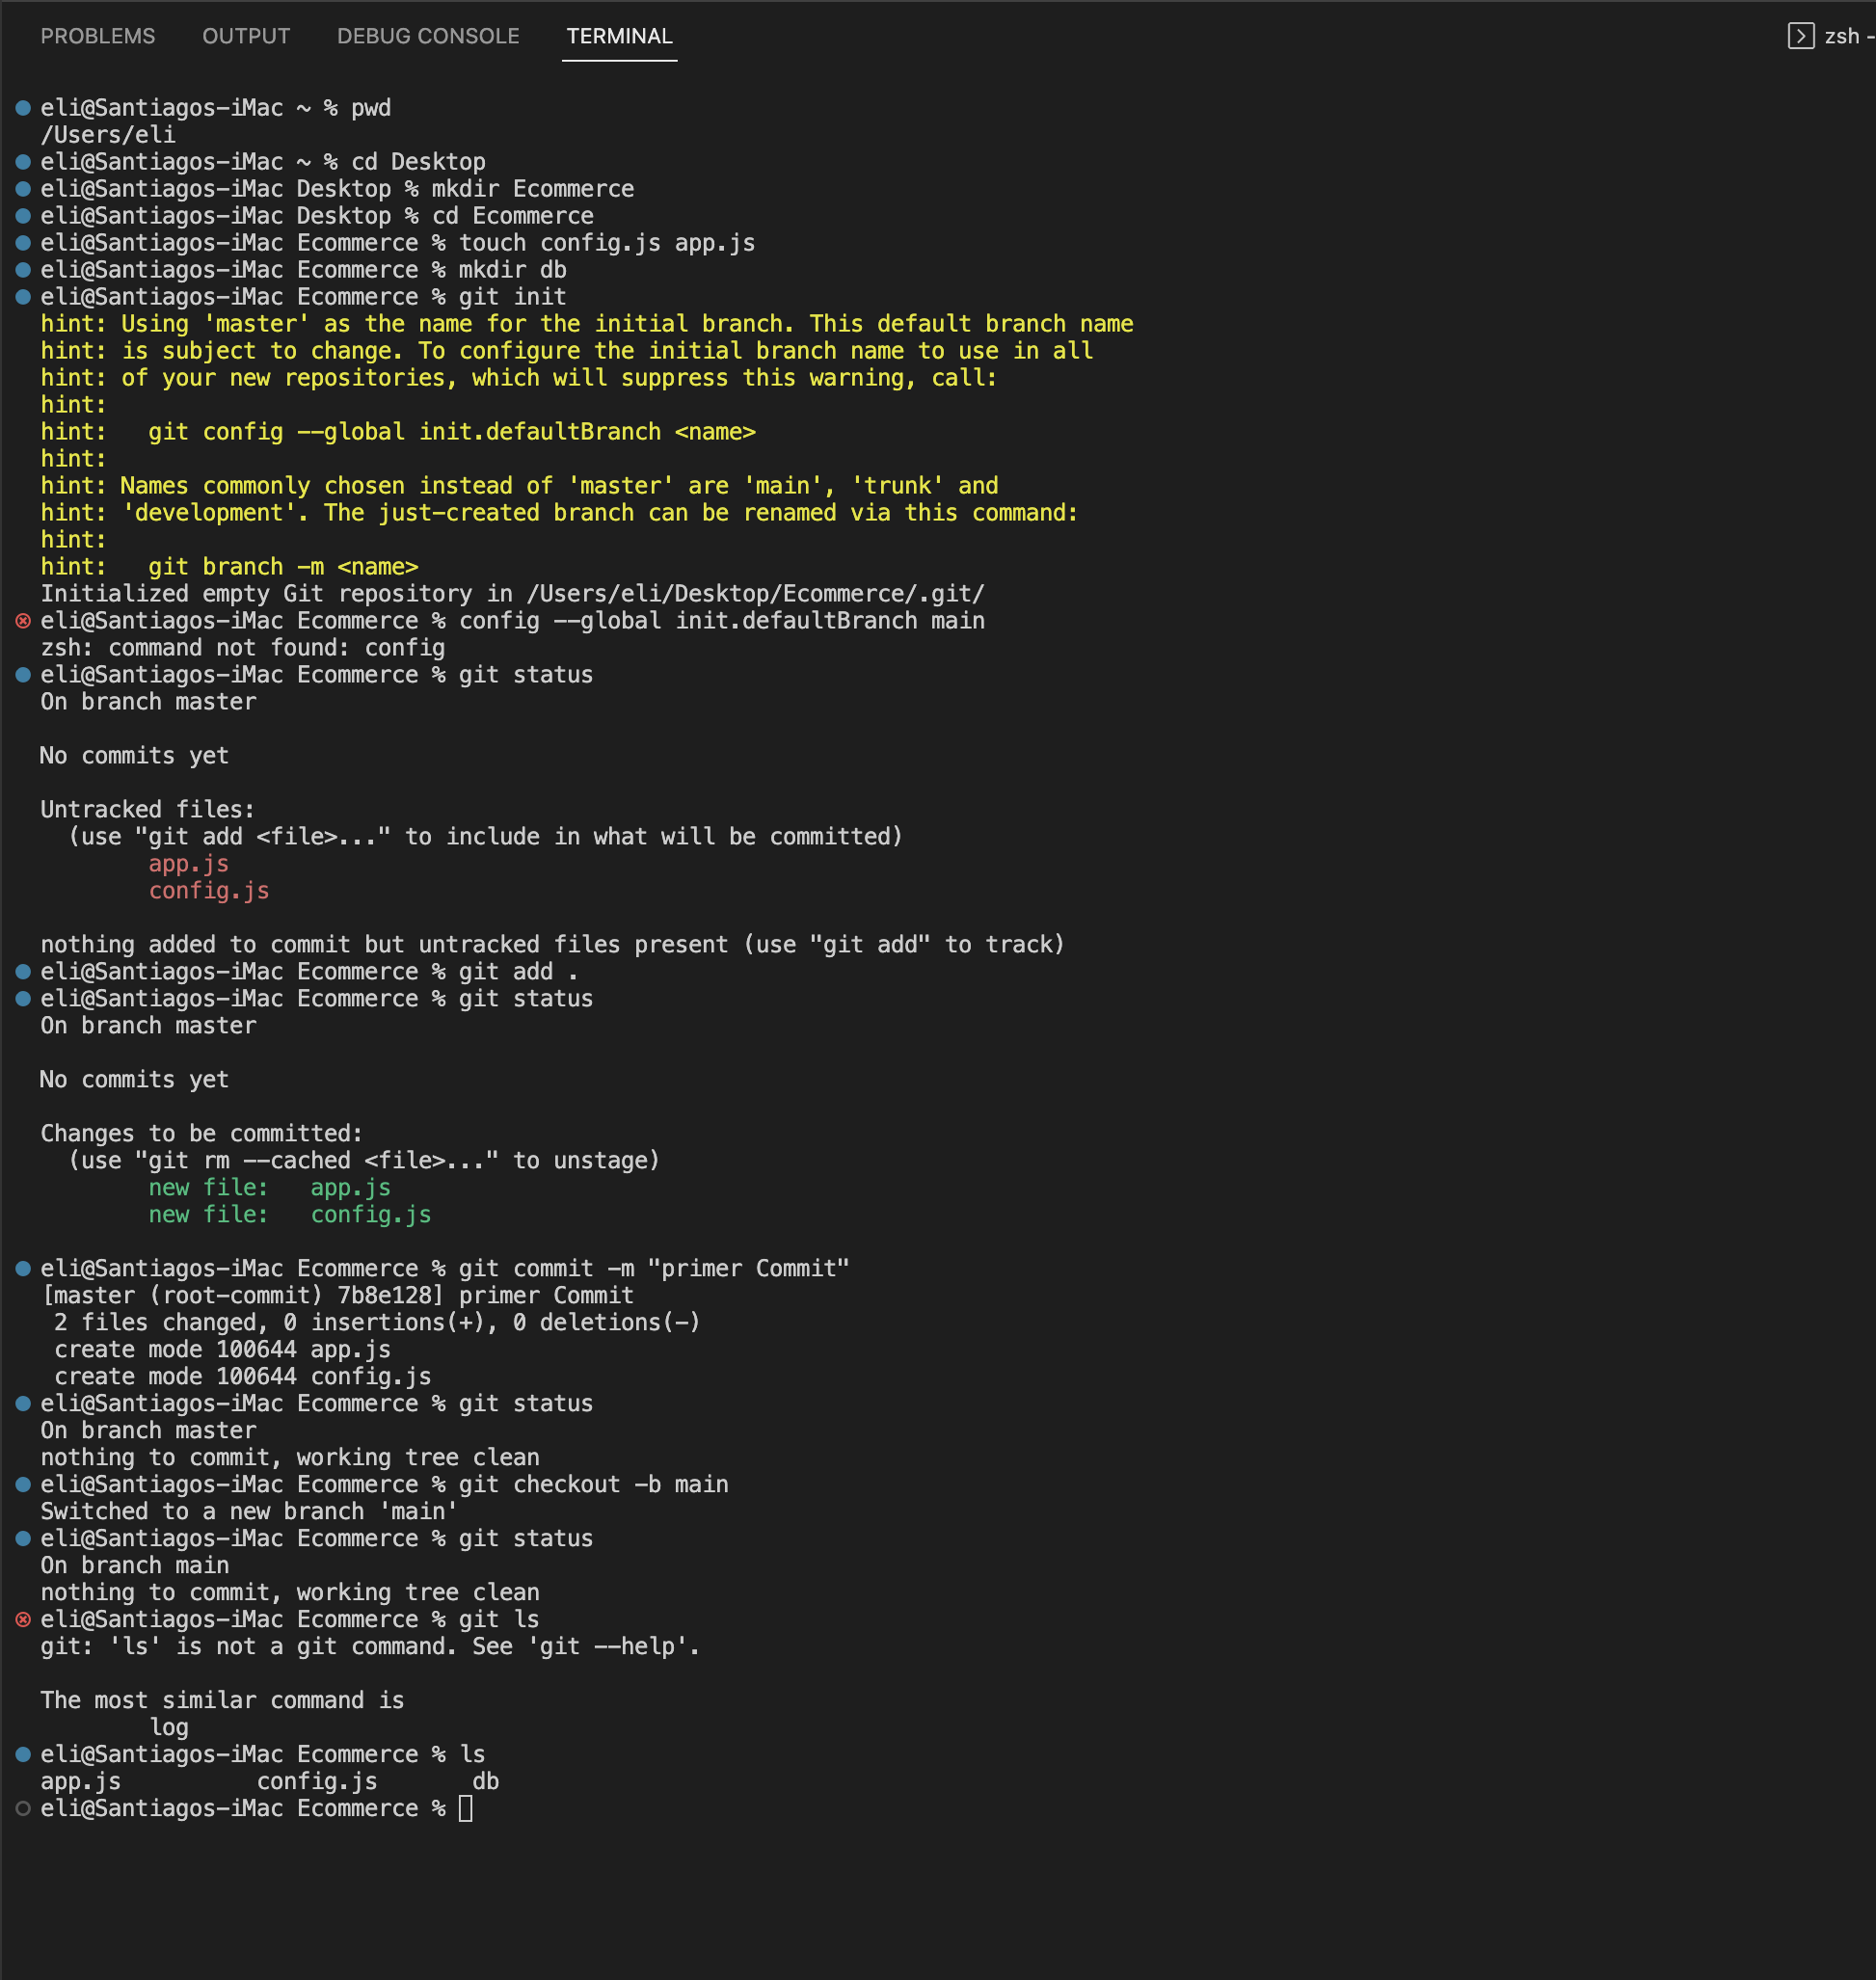 PROBLEMS OUTPUT DEBUG CONSOLE TERMINAL zsh -
eli@Santiagos-iMac ~ % pwd
/Users/eli
eli@Santiagos-iMac ~ % cd Desktop
eli@Santiagos-iMac Desktop % mkdir Ecommerce
eli@Santiagos-iMac Desktop % cd Ecommerce
eli@Santiagos-iMac Ecommerce % touch config.js app.js
eli@Santiagos-iMac Ecommerce % mkdir db
eli@Santiagos-iMac Ecommerce % git init
hint: Using 'master' as the name for the initial branch. This default branch name
hint: is subject to change. To configure the initial branch name to use in all
hint: of your new repositories, which will suppress this warning, call:
hint:
hint:   git config --global init.defaultBranch <name>
hint:
hint: Names commonly chosen instead of 'master' are 'main', 'trunk' and
hint: 'development'. The just-created branch can be renamed via this command:
hint:
hint:   git branch -m <name>
Initialized empty Git repository in /Users/eli/Desktop/Ecommerce/.git/
eli@Santiagos-iMac Ecommerce % config --global init.defaultBranch main
zsh: command not found: config
eli@Santiagos-iMac Ecommerce % git status
On branch master
No commits yet
Untracked files:
  (use "git add <file>..." to include in what will be committed)
        app.js
        config.js
nothing added to commit but untracked files present (use "git add" to track)
eli@Santiagos-iMac Ecommerce % git add .
eli@Santiagos-iMac Ecommerce % git status
On branch master
No commits yet
Changes to be committed:
  (use "git rm --cached <file>..." to unstage)
        new file:   app.js
        new file:   config.js
eli@Santiagos-iMac Ecommerce % git commit -m "primer Commit"
[master (root-commit) 7b8e128] primer Commit
 2 files changed, 0 insertions(+), 0 deletions(-)
 create mode 100644 app.js
 create mode 100644 config.js
eli@Santiagos-iMac Ecommerce % git status
On branch master
nothing to commit, working tree clean
eli@Santiagos-iMac Ecommerce % git checkout -b main
Switched to a new branch 'main'
eli@Santiagos-iMac Ecommerce % git status
On branch main
nothing to commit, working tree clean
eli@Santiagos-iMac Ecommerce % git ls
git: 'ls' is not a git command. See 'git --help'.
The most similar command is
        log
eli@Santiagos-iMac Ecommerce % ls
app.js          config.js       db
eli@Santiagos-iMac Ecommerce %